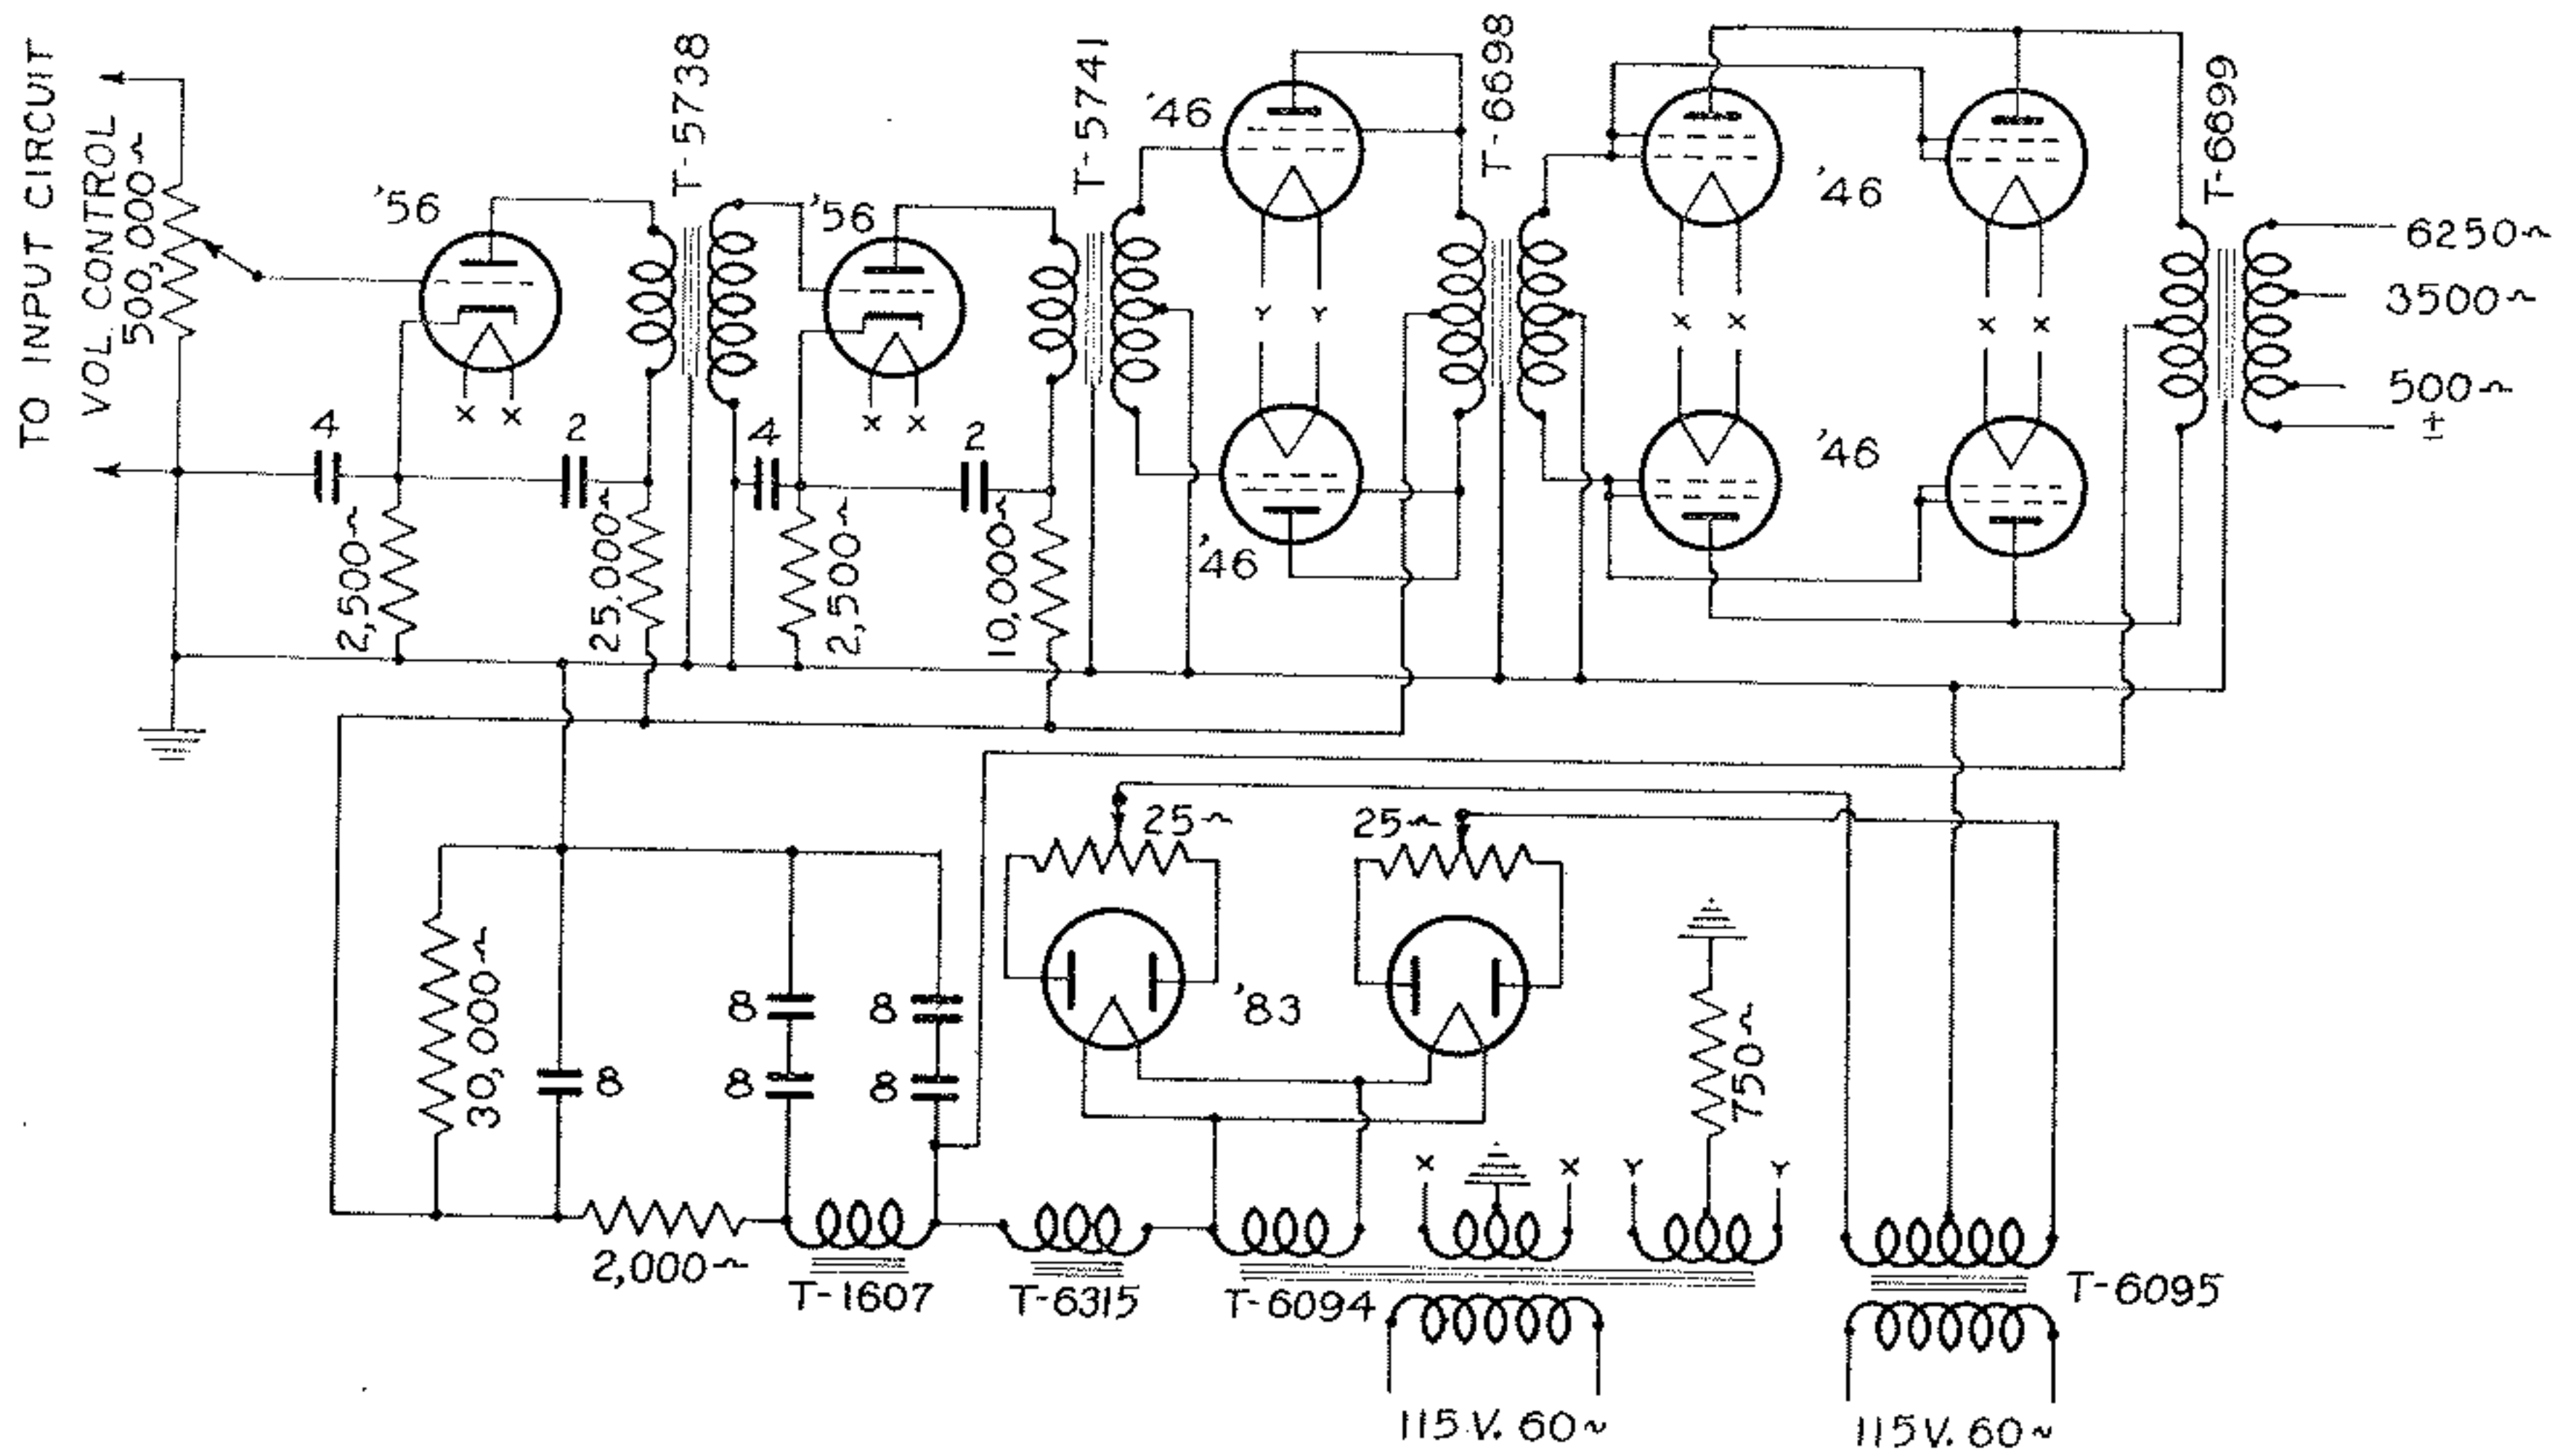 TO INPUT CIRCUIT
VOL. CONTROL
500,000~
'56
T-5738
'56
T-5741
'46
T-6698
'46
T-6699
6250~
3500~
500~
±
X X
X X
Y Y
X X
X X
4
2
4
2
2,500~
25,000~
2,500~
10,000~
'46
'46
25~
25~
30,000~
8
8
8
8
8
'83
750~
X
X
Y
Y
2,000~
T-1607
T-6315
T-6094
T-6095
115 V. 60~
115 V. 60~